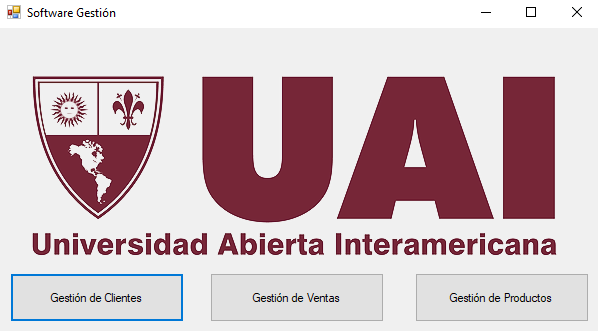 Software Gestión
UAI
Universidad Abierta Interamericana
Gestión de Clientes
Gestión de Ventas
Gestión de Productos